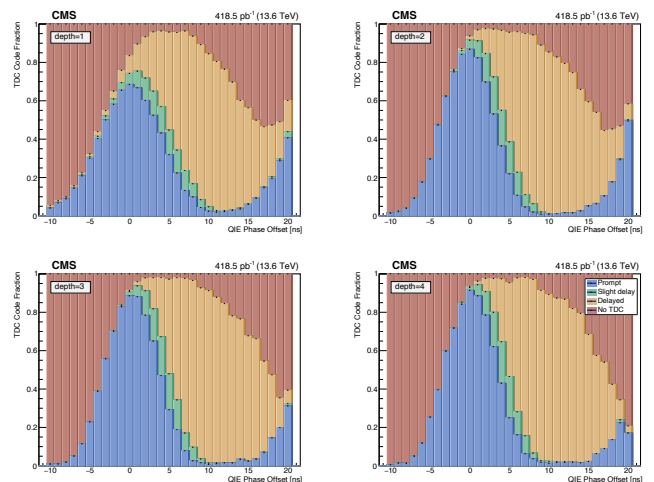 CMS 418.5 pb⁻¹ (13.6 TeV)
depth=1
TDC Code Fraction
1
0.8
0.6
0.4
0.2
0
−10 −5 0 5 10 15 20
QIE Phase Offset [ns]
CMS 418.5 pb⁻¹ (13.6 TeV)
depth=2
TDC Code Fraction
1
0.8
0.6
0.4
0.2
0
−10 −5 0 5 10 15 20
QIE Phase Offset [ns]
CMS 418.5 pb⁻¹ (13.6 TeV)
depth=3
TDC Code Fraction
1
0.8
0.6
0.4
0.2
0
−10 −5 0 5 10 15 20
QIE Phase Offset [ns]
CMS 418.5 pb⁻¹ (13.6 TeV)
depth=4
Prompt
Slight delay
Delayed
No TDC
TDC Code Fraction
1
0.8
0.6
0.4
0.2
0
−10 −5 0 5 10 15 20
QIE Phase Offset [ns]